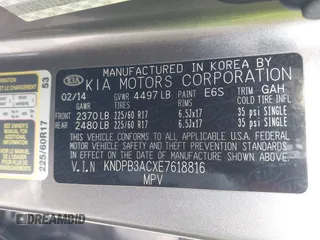 MANUFACTURED IN KOREA BY
KIA KIA MOTORS CORPORATION
02/14 GVWR 4497 LB PAINT E6S TRIM GAH
GAWR TIRES RIMS COLD TIRE INFL
FRONT 2370 LB 225/60 R17 6.5Jx17 35 psi SINGLE
REAR 2480 LB 225/60 R17 6.5Jx17 35 psi SINGLE
THIS VEHICLE CONFORMS TO ALL APPLICABLE U.S.A. FEDERAL
MOTOR VEHICLE SAFETY, BUMPER, AND THEFT PREVENTION
STANDARDS IN EFFECT ON THE DATE OF MANUFACTURE
SHOWN ABOVE.
V.I.N KNDPB3ACXE7618816
MPV
225/60R17 53
DREAMBID